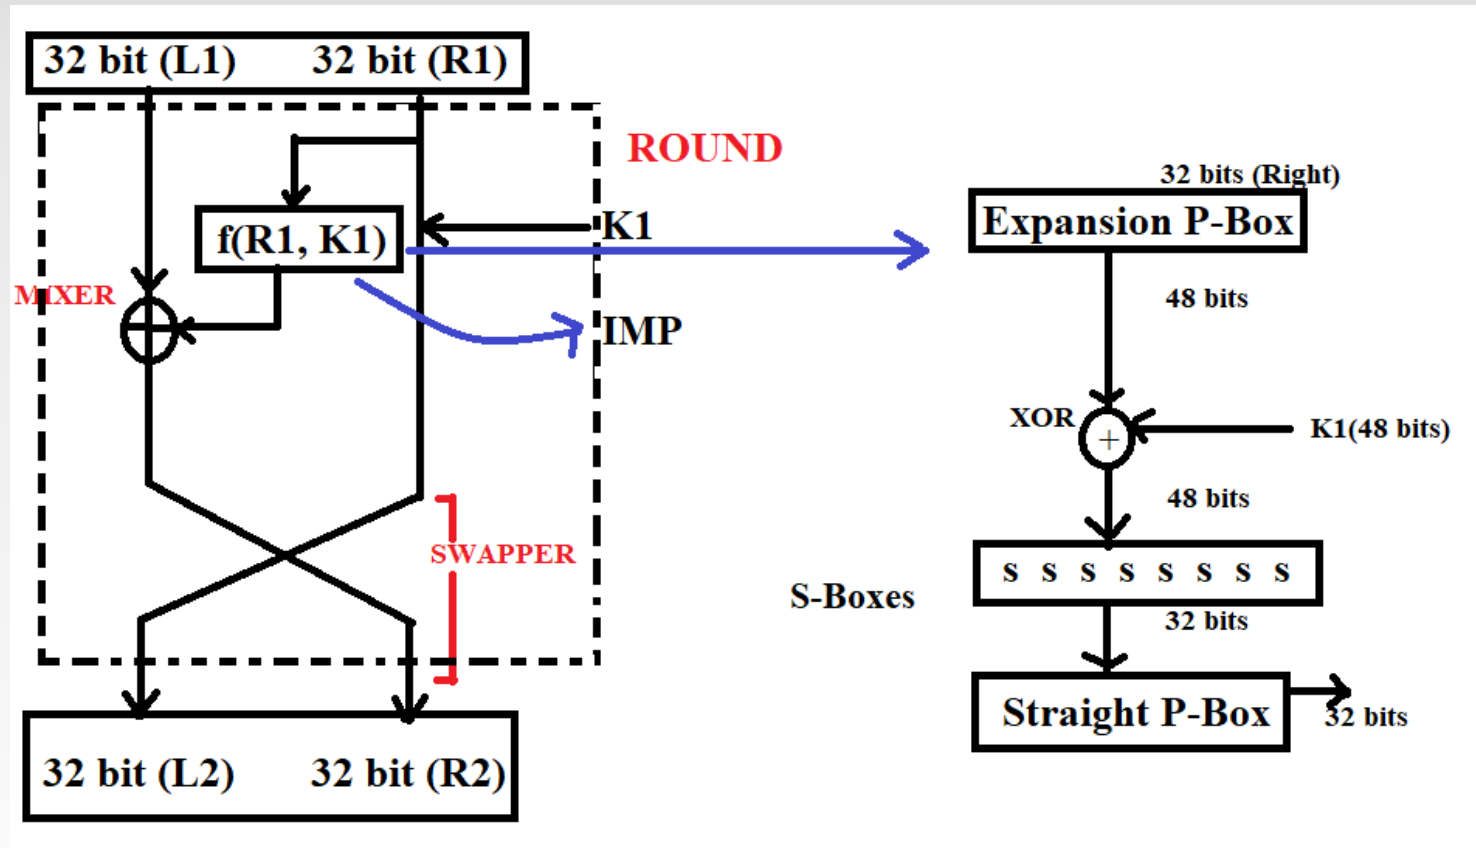 32 bit (L1) 32 bit (R1)
ROUND
f(R1, K1)
K1
MIXER
IMP
SWAPPER
32 bit (L2) 32 bit (R2)
32 bits (Right)
Expansion P-Box
48 bits
XOR
+
K1(48 bits)
48 bits
S-Boxes
s s s s s s s s
32 bits
Straight P-Box
32 bits